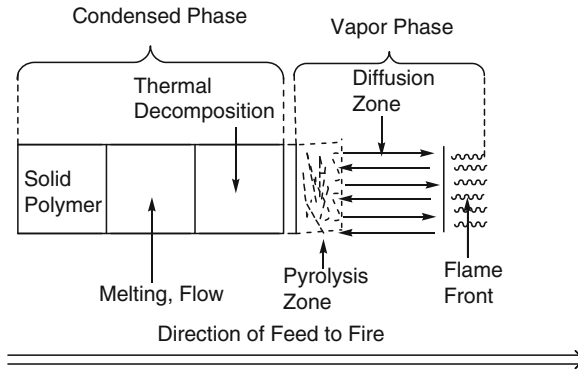 Condensed Phase
Vapor Phase
Thermal
Decomposition
Diffusion
Zone
Solid
Polymer
Melting, Flow
Pyrolysis
Zone
Flame
Front
Direction of Feed to Fire